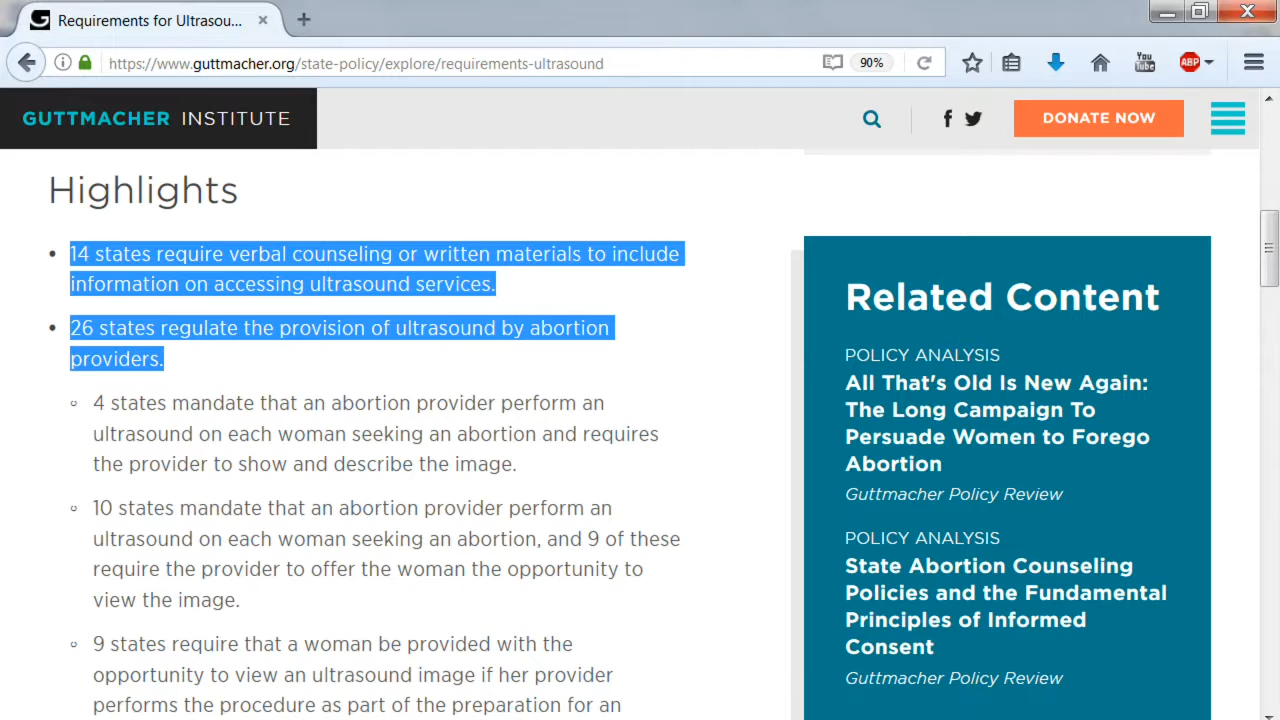 Requirements for Ultrasou...
https://www.guttmacher.org/state-policy/explore/requirements-ultrasound
90%
You Tube
ABP
GUTTMACHER INSTITUTE
DONATE NOW
Highlights
• 14 states require verbal counseling or written materials to include
information on accessing ultrasound services.
• 26 states regulate the provision of ultrasound by abortion
providers.
◦ 4 states mandate that an abortion provider perform an
ultrasound on each woman seeking an abortion and requires
the provider to show and describe the image.
◦ 10 states mandate that an abortion provider perform an
ultrasound on each woman seeking an abortion, and 9 of these
require the provider to offer the woman the opportunity to
view the image.
◦ 9 states require that a woman be provided with the
opportunity to view an ultrasound image if her provider
performs the procedure as part of the preparation for an
Related Content
POLICY ANALYSIS
All That's Old Is New Again:
The Long Campaign To
Persuade Women to Forego
Abortion
Guttmacher Policy Review
POLICY ANALYSIS
State Abortion Counseling
Policies and the Fundamental
Principles of Informed
Consent
Guttmacher Policy Review